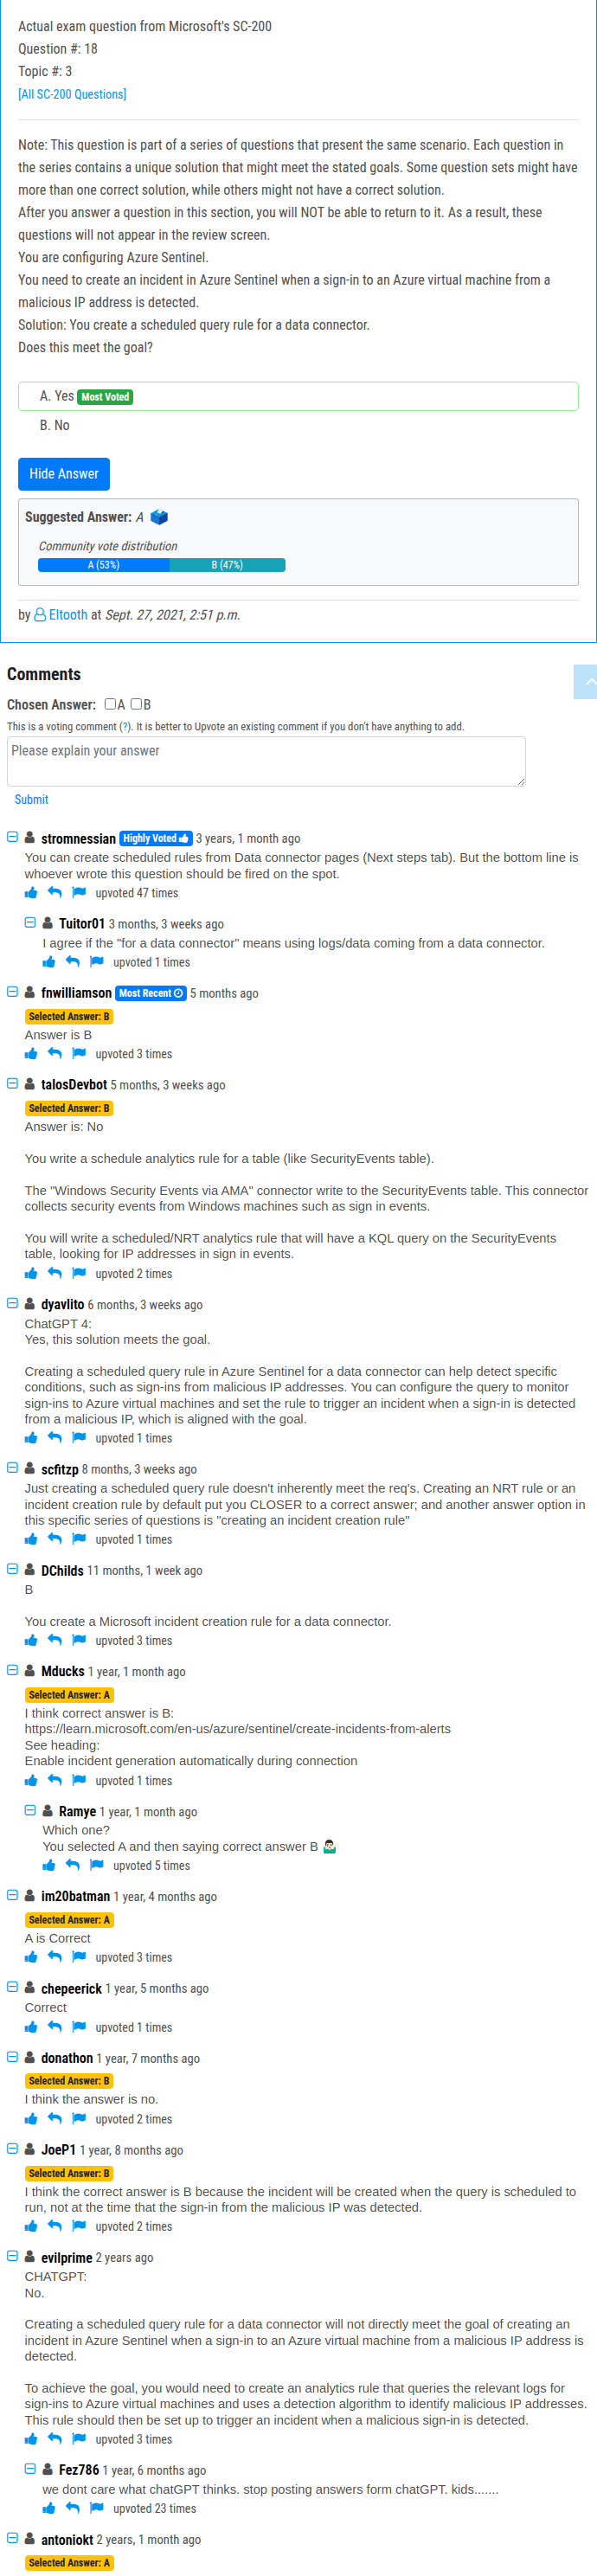 Actual exam question from Microsoft's SC-200
Question #: 18
Topic #: 3
[All SC-200 Questions]
Note: This question is part of a series of questions that present the same scenario. Each question in
the series contains a unique solution that might meet the stated goals. Some question sets might have
more than one correct solution, while others might not have a correct solution.
After you answer a question in this section, you will NOT be able to return to it. As a result, these
questions will not appear in the review screen.
You are configuring Azure Sentinel.
You need to create an incident in Azure Sentinel when a sign-in to an Azure virtual machine from a
malicious IP address is detected.
Solution: You create a scheduled query rule for a data connector.
Does this meet the goal?
A. Yes Most Voted
B. No
Hide Answer
Suggested Answer: A
Community vote distribution
A (53%) B (47%)
by Eltooth at Sept. 27, 2021, 2:51 p.m.
Comments
Chosen Answer: A B
This is a voting comment (?). It is better to Upvote an existing comment if you don't have anything to add.
Please explain your answer
Submit
stromnessian Highly Voted 3 years, 1 month ago
You can create scheduled rules from Data connector pages (Next steps tab). But the bottom line is
whoever wrote this question should be fired on the spot.
upvoted 47 times
Tuitor01 3 months, 3 weeks ago
I agree if the "for a data connector" means using logs/data coming from a data connector.
upvoted 1 times
fnwilliamson Most Recent 5 months ago
Selected Answer: B
Answer is B
upvoted 3 times
talosDevbot 5 months, 3 weeks ago
Selected Answer: B
Answer is: No
You write a schedule analytics rule for a table (like SecurityEvents table).
The "Windows Security Events via AMA" connector write to the SecurityEvents table. This connector
collects security events from Windows machines such as sign in events.
You will write a scheduled/NRT analytics rule that will have a KQL query on the SecurityEvents
table, looking for IP addresses in sign in events.
upvoted 2 times
dyavlito 6 months, 3 weeks ago
ChatGPT 4:
Yes, this solution meets the goal.
Creating a scheduled query rule in Azure Sentinel for a data connector can help detect specific
conditions, such as sign-ins from malicious IP addresses. You can configure the query to monitor
sign-ins to Azure virtual machines and set the rule to trigger an incident when a sign-in is detected
from a malicious IP, which is aligned with the goal.
upvoted 1 times
scfitzp 8 months, 3 weeks ago
Just creating a scheduled query rule doesn't inherently meet the req's. Creating an NRT rule or an
incident creation rule by default put you CLOSER to a correct answer; and another answer option in
this specific series of questions is "creating an incident creation rule"
upvoted 1 times
DChilds 11 months, 1 week ago
B
You create a Microsoft incident creation rule for a data connector.
upvoted 3 times
Mducks 1 year, 1 month ago
Selected Answer: A
I think correct answer is B:
https://learn.microsoft.com/en-us/azure/sentinel/create-incidents-from-alerts
See heading:
Enable incident generation automatically during connection
upvoted 1 times
Ramye 1 year, 1 month ago
Which one?
You selected A and then saying correct answer B 🤷🏻‍♂️
upvoted 5 times
im20batman 1 year, 4 months ago
Selected Answer: A
A is Correct
upvoted 3 times
chepeerick 1 year, 5 months ago
Correct
upvoted 1 times
donathon 1 year, 7 months ago
Selected Answer: B
I think the answer is no.
upvoted 2 times
JoeP1 1 year, 8 months ago
Selected Answer: B
I think the correct answer is B because the incident will be created when the query is scheduled to
run, not at the time that the sign-in from the malicious IP was detected.
upvoted 2 times
evilprime 2 years ago
CHATGPT:
No.
Creating a scheduled query rule for a data connector will not directly meet the goal of creating an
incident in Azure Sentinel when a sign-in to an Azure virtual machine from a malicious IP address is
detected.
To achieve the goal, you would need to create an analytics rule that queries the relevant logs for
sign-ins to Azure virtual machines and uses a detection algorithm to identify malicious IP addresses.
This rule should then be set up to trigger an incident when a malicious sign-in is detected.
upvoted 3 times
Fez786 1 year, 6 months ago
we dont care what chatGPT thinks. stop posting answers form chatGPT. kids.......
upvoted 23 times
antoniokt 2 years, 1 month ago
Selected Answer: A